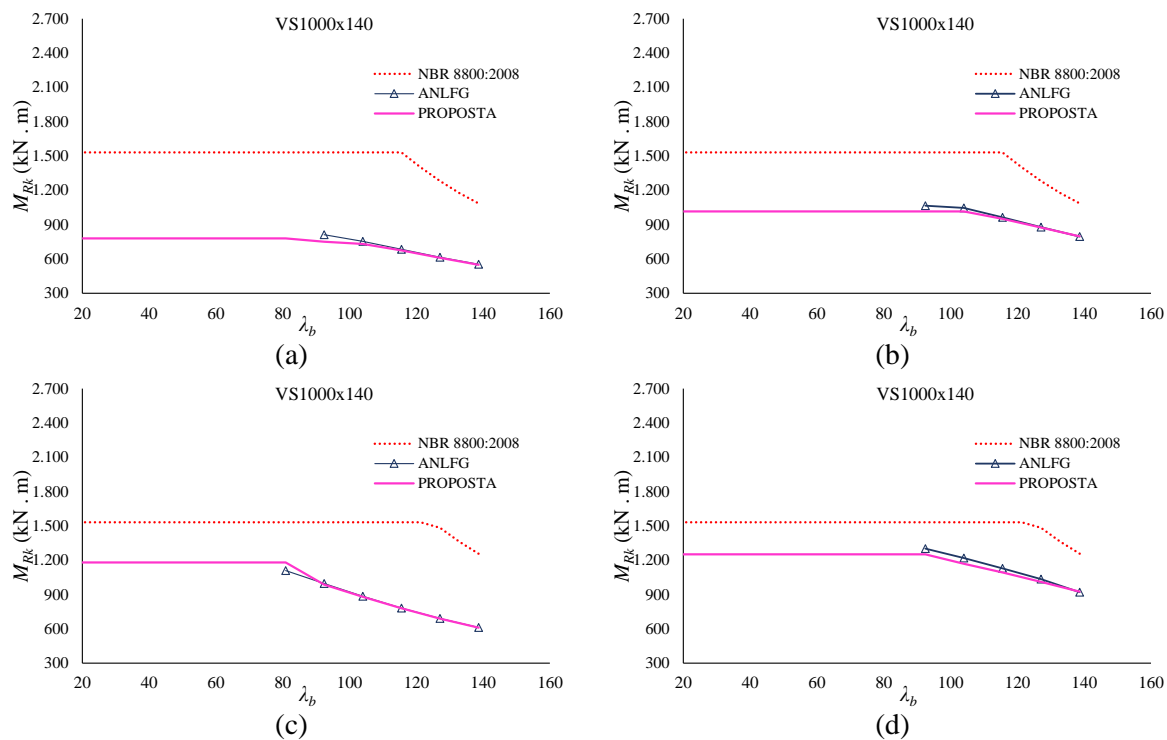 VS1000x140
2.700
2.400
2.100
1.800
1.500
1.200
900
600
300
M_Rk (kN . m)
NBR 8800:2008
ANLFG
PROPOSTA
20 40 60 80 100 120 140 160
λ_b
(a)
VS1000x140
2.700
2.400
2.100
1.800
1.500
1.200
900
600
300
M_Rk (kN . m)
NBR 8800:2008
ANLFG
PROPOSTA
20 40 60 80 100 120 140 160
λ_b
(b)
VS1000x140
2.700
2.400
2.100
1.800
1.500
1.200
900
600
300
M_Rk (kN . m)
NBR 8800:2008
ANLFG
PROPOSTA
20 40 60 80 100 120 140 160
λ_b
(c)
VS1000x140
2.700
2.400
2.100
1.800
1.500
1.200
900
600
300
M_Rk (kN . m)
NBR 8800:2008
ANLFG
PROPOSTA
20 40 60 80 100 120 140 160
λ_b
(d)